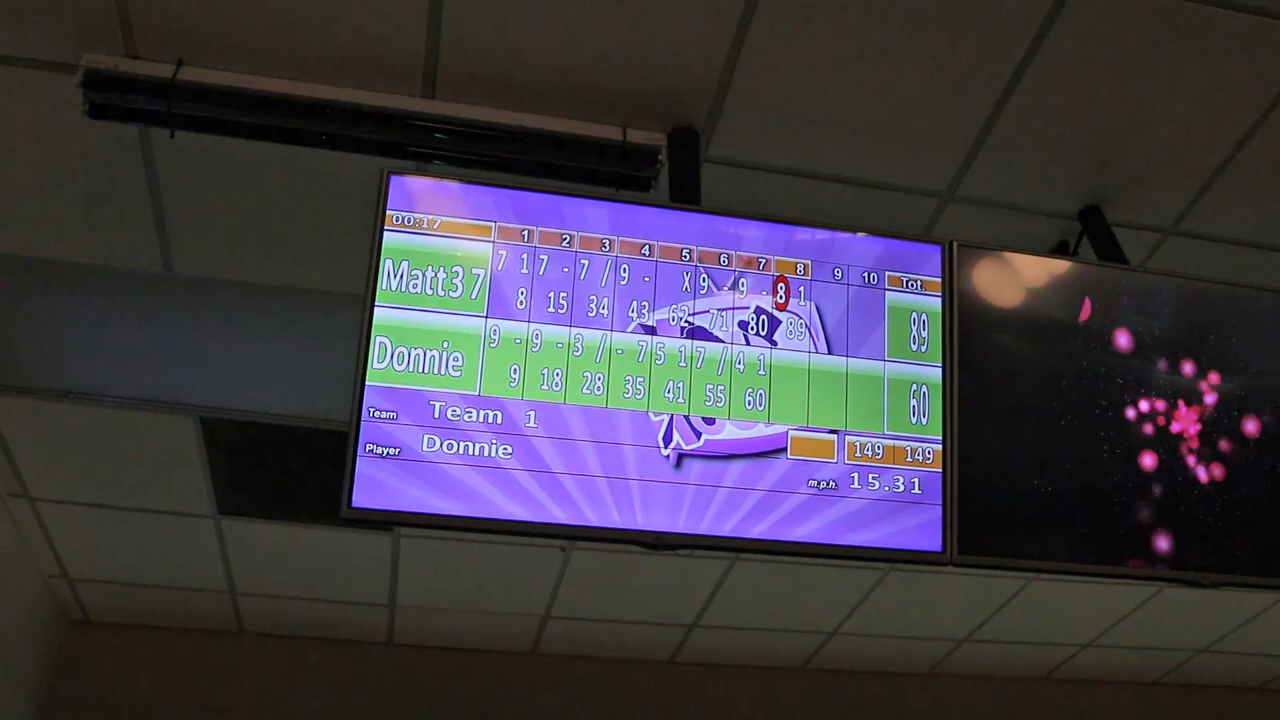 00:17 1 2 3 4 5 6 7 8 9 10 Tot.
Matt37 7 1 7 - 7 / 9 - X 9 - 9 - 8 1
8 15 34 43 62 71 80 89 89
Donnie 9 - 9 - 3 / - 7 5 1 7 / 4 1
9 18 28 35 41 55 60 60
Team Team 1
149 149
Player Donnie
m.p.h. 15.31